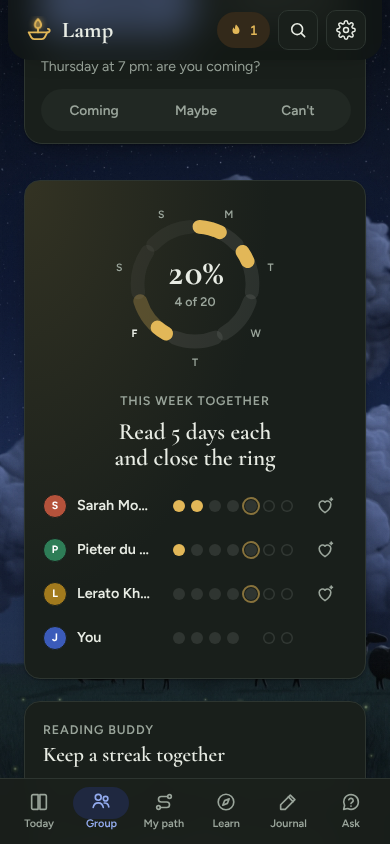 Lamp
1
Thursday at 7 pm: are you coming?
Coming Maybe Can't
S M
S T
20%
4 of 20
F W
T
THIS WEEK TOGETHER
Read 5 days each
and close the ring
S Sarah Mo...
P Pieter du ...
L Lerato Kh...
J You
READING BUDDY
Keep a streak together
Today Group My path Learn Journal Ask